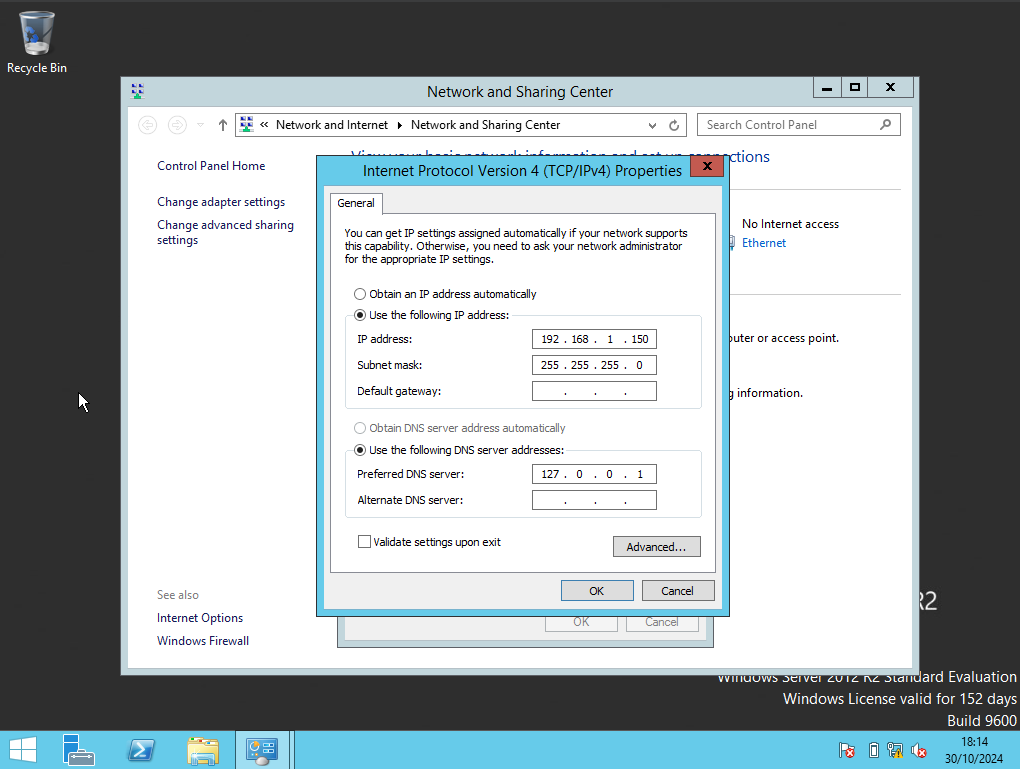 Recycle Bin
Network and Sharing Center
« Network and Internet Network and Sharing Center
Search Control Panel
Control Panel Home
Change adapter settings
Change advanced sharing
settings
See also
Internet Options
Windows Firewall
View your basic network information and set up connections
No Internet access
Ethernet
puter or access point.
g information.
Internet Protocol Version 4 (TCP/IPv4) Properties
General
You can get IP settings assigned automatically if your network supports
this capability. Otherwise, you need to ask your network administrator
for the appropriate IP settings.
Obtain an IP address automatically
Use the following IP address:
IP address: 192 . 168 . 1 . 150
Subnet mask: 255 . 255 . 255 . 0
Default gateway: . . .
Obtain DNS server address automatically
Use the following DNS server addresses:
Preferred DNS server: 127 . 0 . 0 . 1
Alternate DNS server: . . .
Validate settings upon exit
Advanced...
OK Cancel
OK Cancel
R2
Windows Server 2012 R2 Standard Evaluation
Windows License valid for 152 days
Build 9600
18:14
30/10/2024